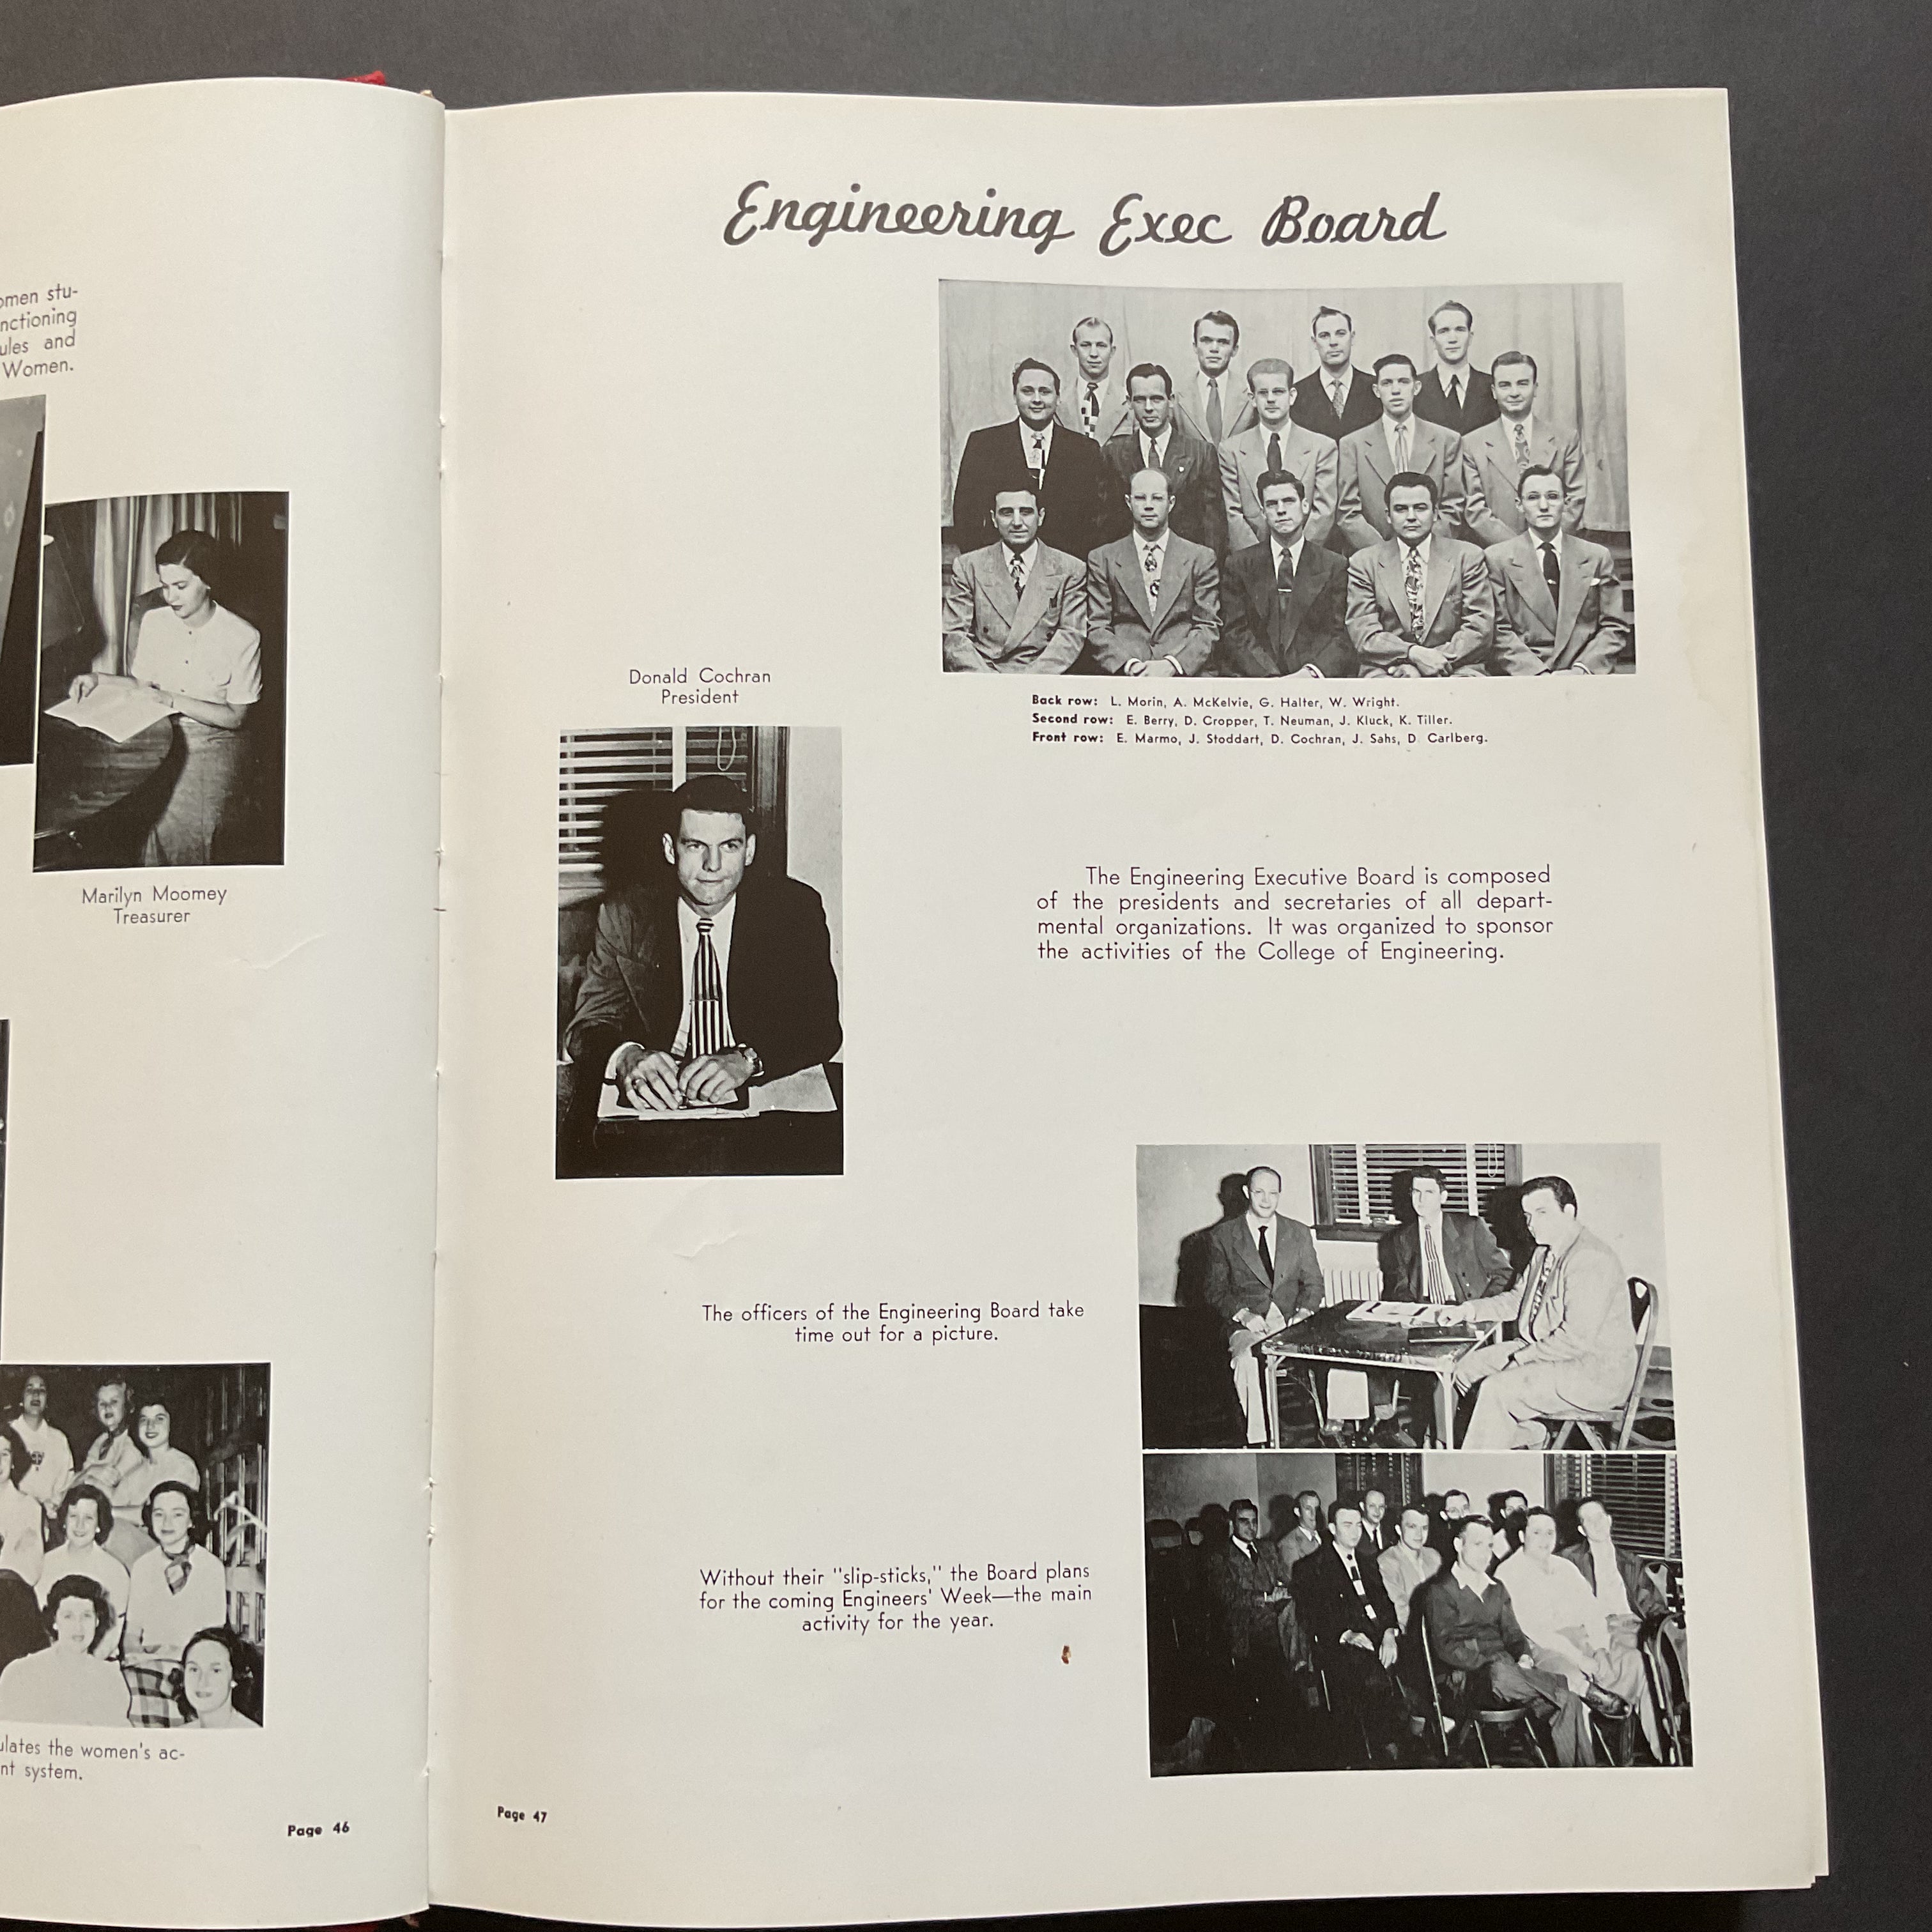 omen stu-
nctioning
ules and
Women.
Marilyn Moomey
Treasurer
ulates the women's ac-
nt system.
Page 46
Engineering Exec Board
Back row: L. Morin, A. McKelvie, G. Halter, W. Wright.
Second row: E. Berry, D. Cropper, T. Neuman, J. Kluck, K. Tiller.
Front row: E. Marmo, J. Stoddart, D. Cochran, J. Sahs, D Carlberg.
Donald Cochran
President
The Engineering Executive Board is composed
of the presidents and secretaries of all depart-
mental organizations. It was organized to sponsor
the activities of the College of Engineering.
The officers of the Engineering Board take
time out for a picture.
Without their "slip-sticks," the Board plans
for the coming Engineers' Week—the main
activity for the year.
Page 47